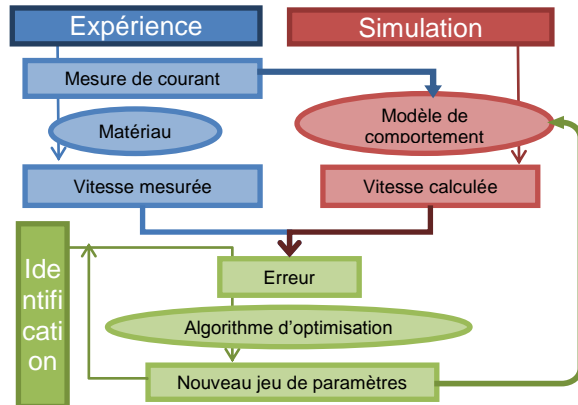 Expérience
Simulation
Mesure de courant
Matériau
Modèle de
comportement
Vitesse mesurée
Vitesse calculée
Ide
ntifi
cati
on
Erreur
Algorithme d'optimisation
Nouveau jeu de paramètres